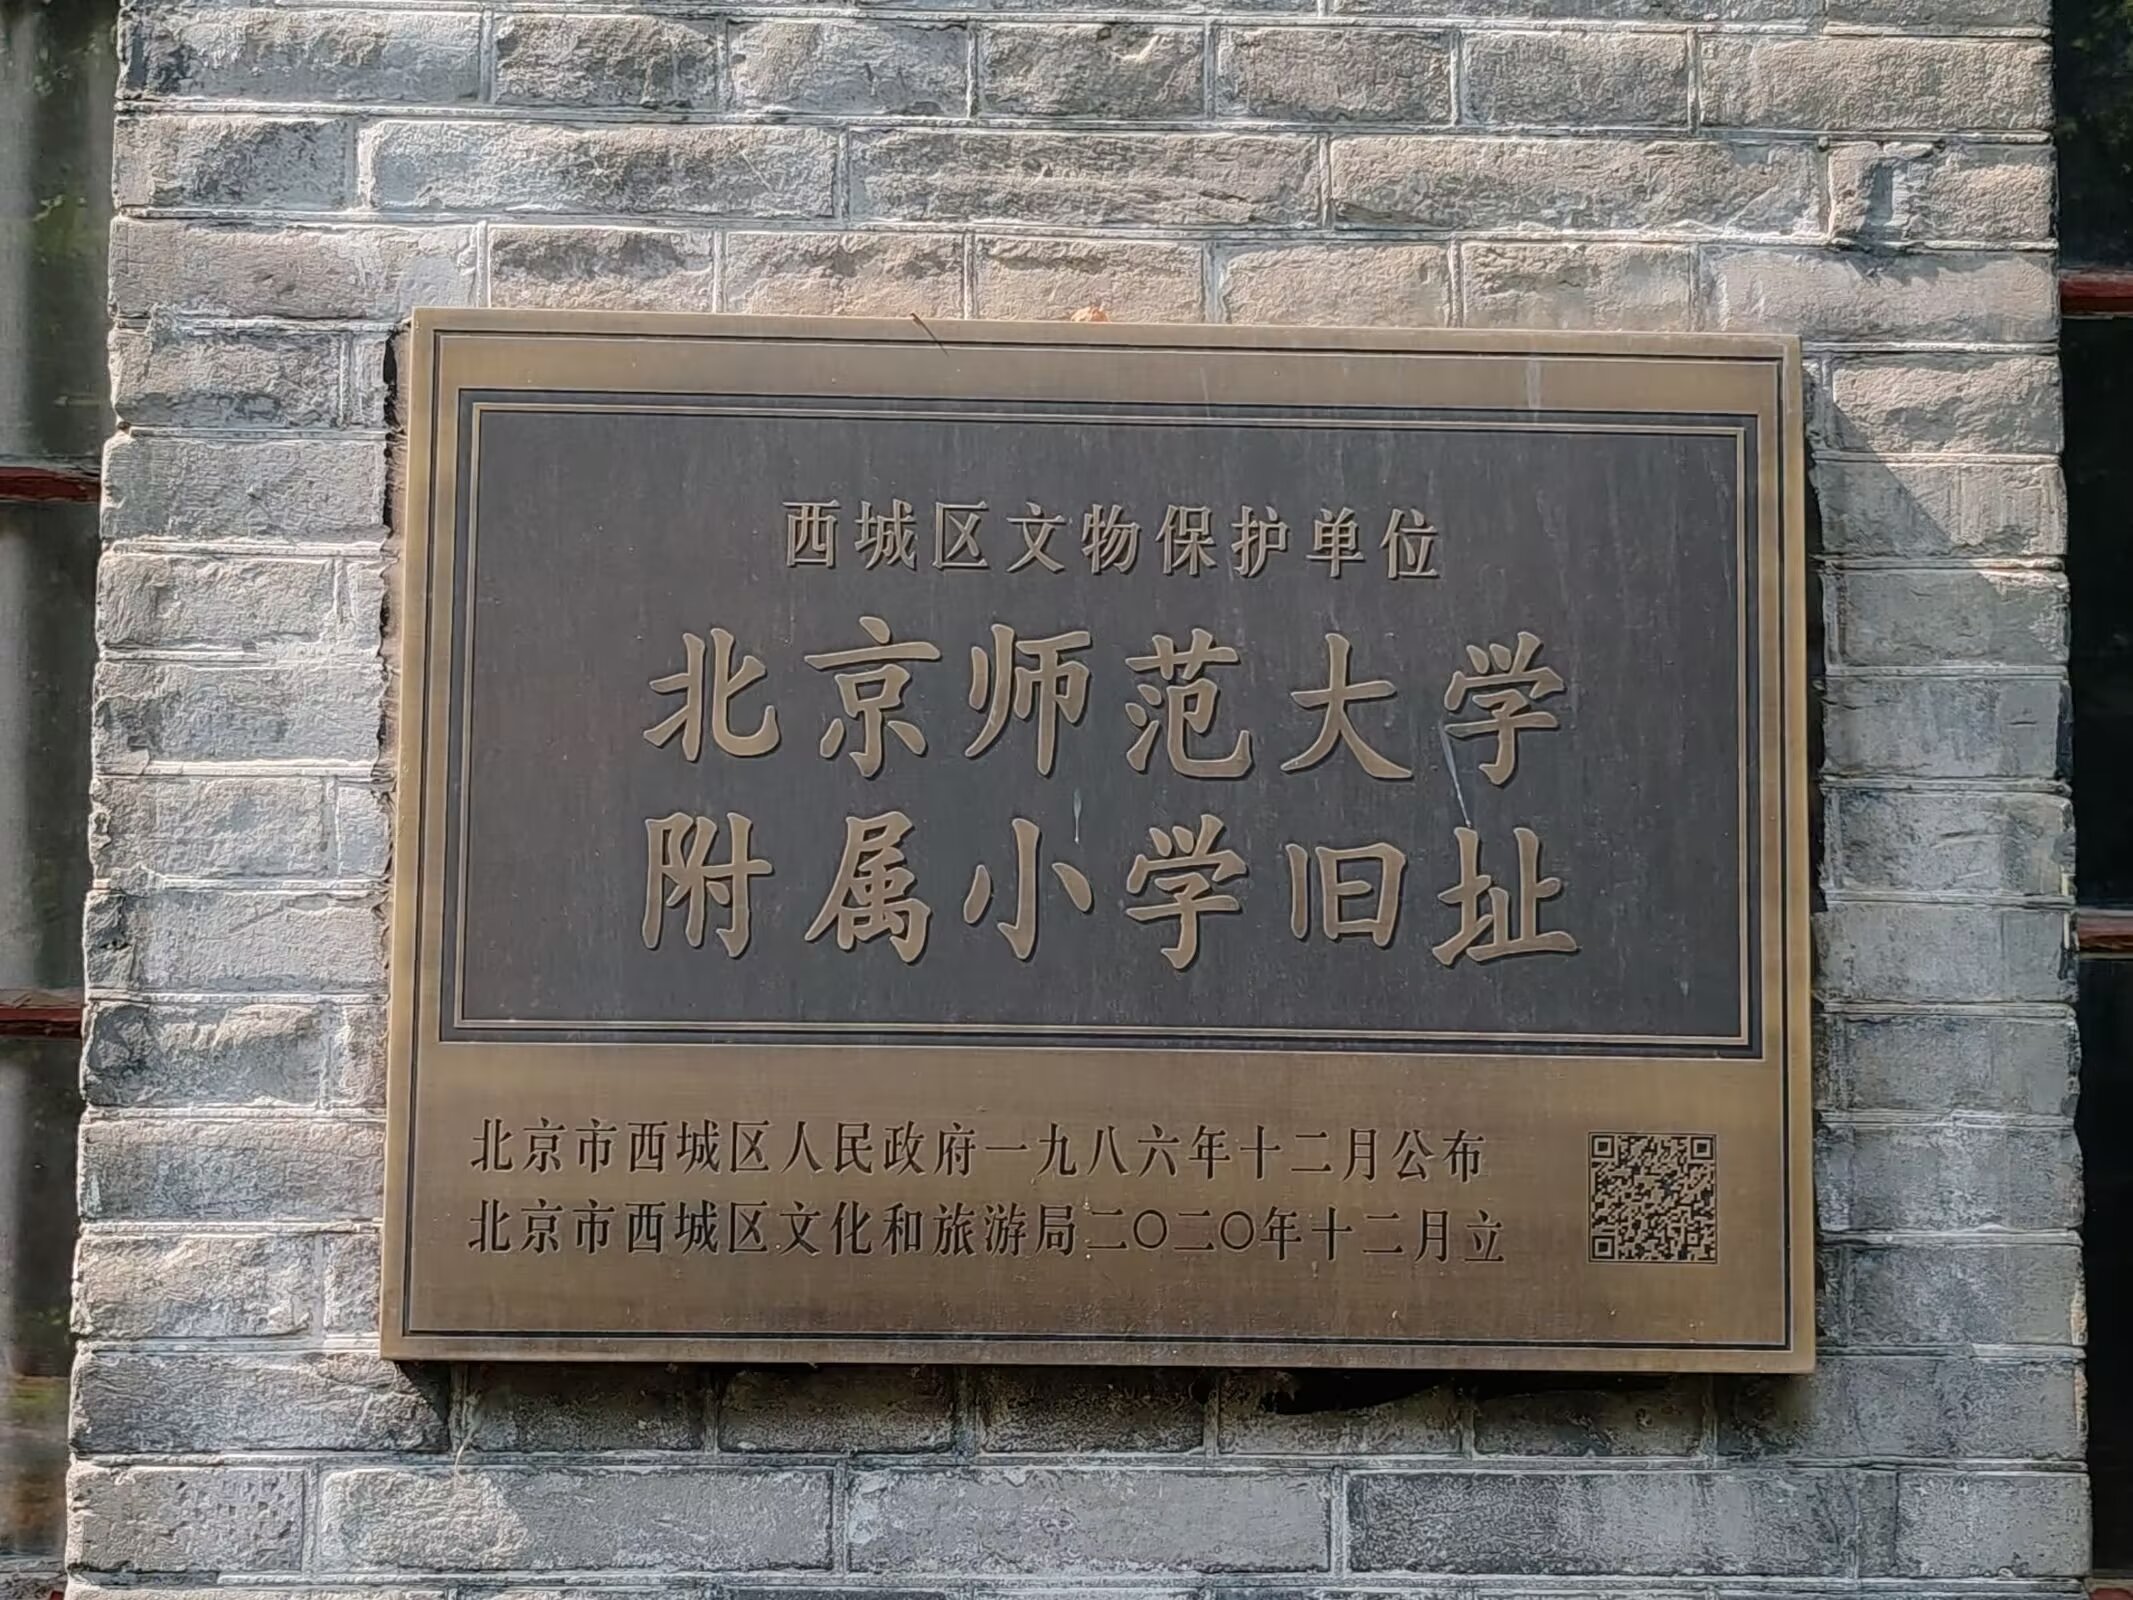 西城区文物保护单位
北京师范大学
附属小学旧址
北京市西城区人民政府一九八六年十二月公布
北京市西城区文化和旅游局二〇二〇年十二月立